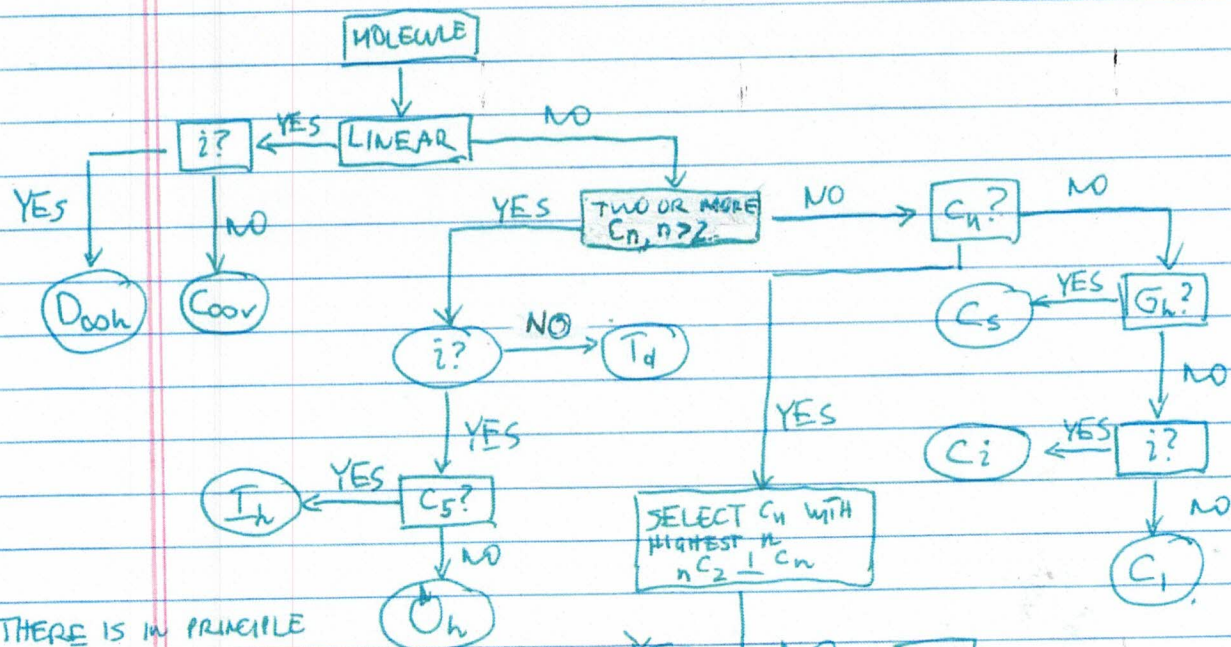 MOLECULE
LINEAR
YES
i?
NO
YES
NO
D∞h
C∞v
TWO OR MORE
Cn, n>2
YES
NO
Cn?
NO
σh?
YES
Cs
NO
i?
YES
Ci
NO
C1
i?
NO
Td
YES
C5?
YES
Ih
NO
Oh
YES
SELECT Cn WITH
HIGHEST n
nC2 ⊥ Cn
THERE IS IN PRINCIPLE